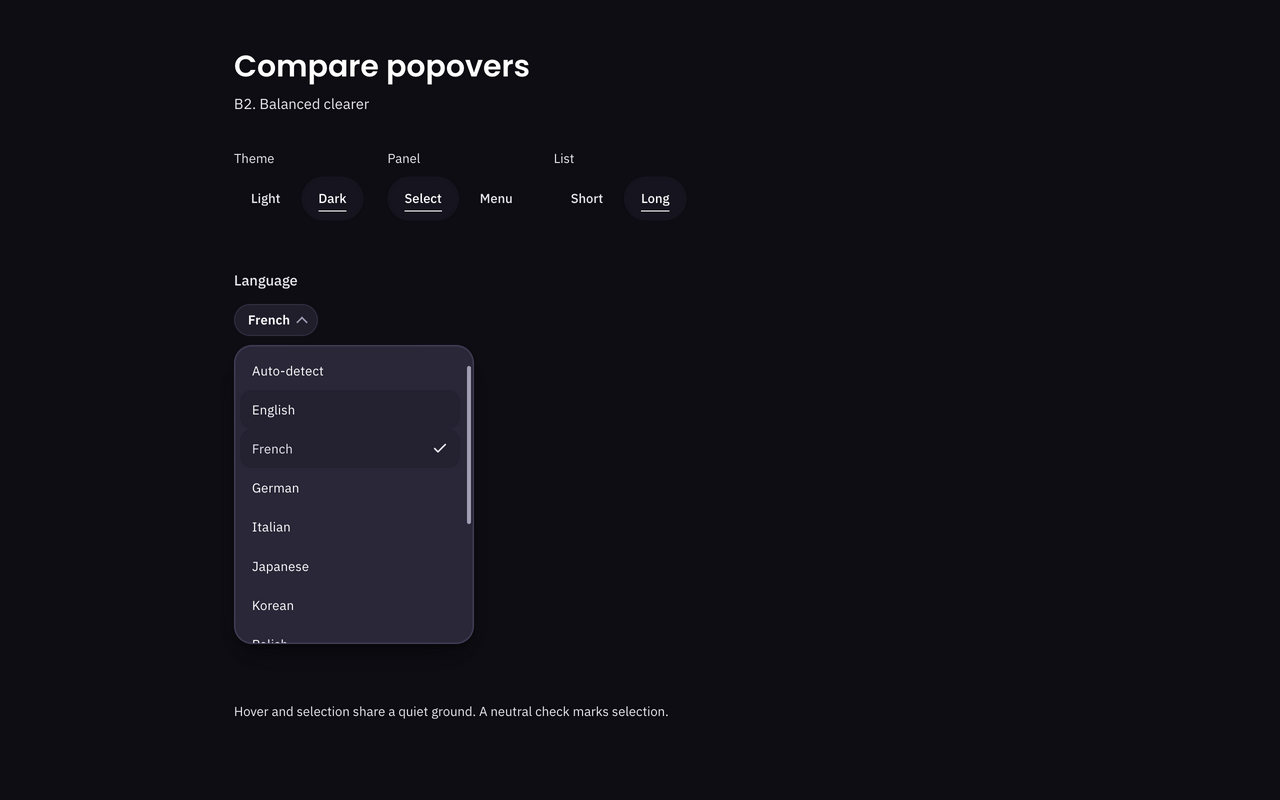 Compare popovers
B2. Balanced clearer
Theme
Panel
List
Light
Dark
Select
Menu
Short
Long
Language
French
Auto-detect
English
French
German
Italian
Japanese
Korean
Polish
Hover and selection share a quiet ground. A neutral check marks selection.